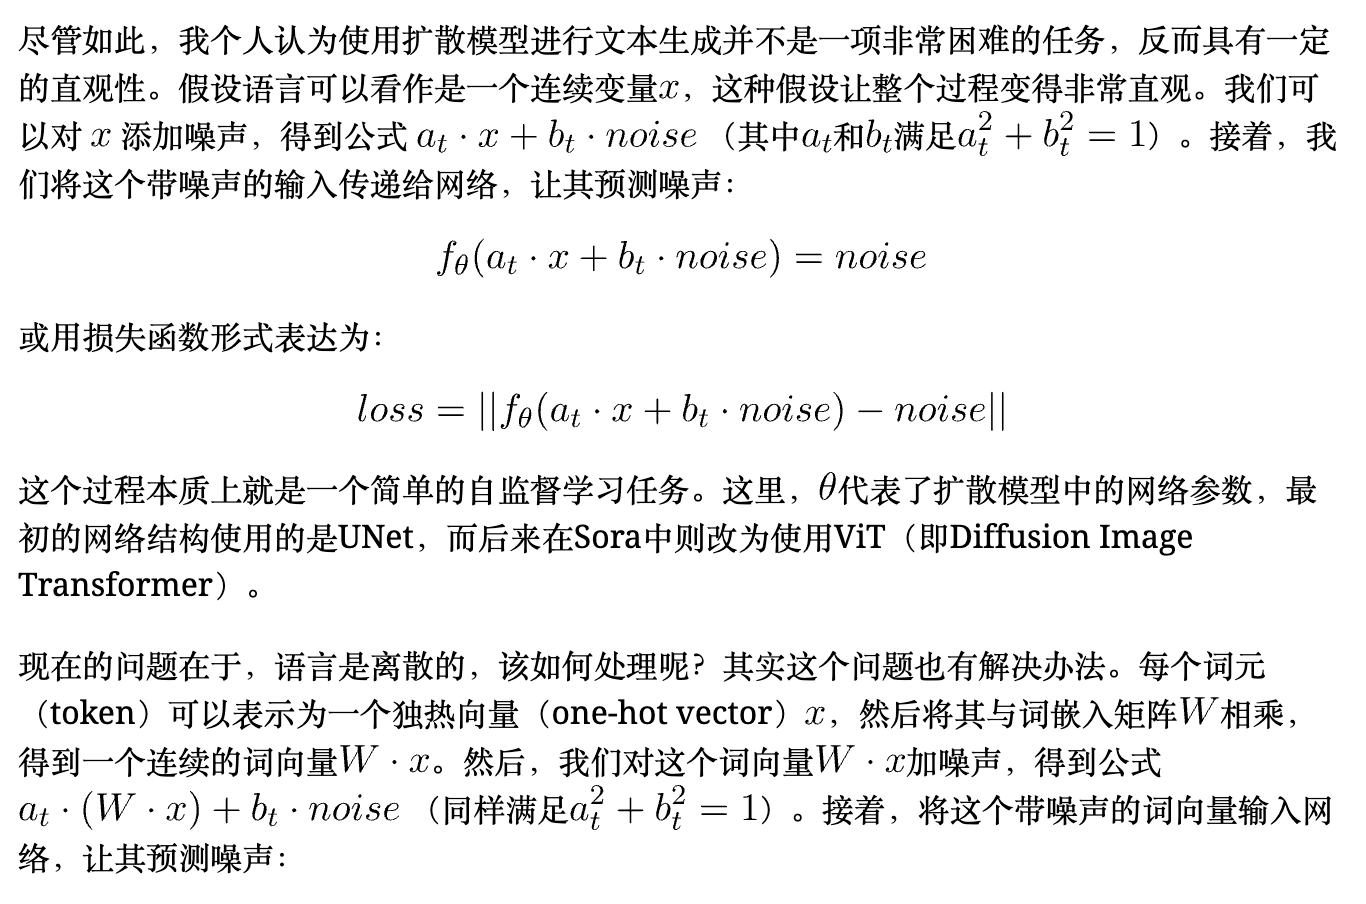 尽管如此，我个人认为使用扩散模型进行文本生成并不是一项非常困难的任务，反而具有一定
的直观性。假设语言可以看作是一个连续变量$x$，这种假设让整个过程变得非常直观。我们可
以对 $x$ 添加噪声，得到公式 $a_t \cdot x + b_t \cdot noise$ （其中$a_t$和$b_t$满足$a_t^2 + b_t^2 = 1$）。接着，我
们将这个带噪声的输入传递给网络，让其预测噪声：
$f_\theta(a_t \cdot x + b_t \cdot noise) = noise$
或用损失函数形式表达为：
$loss = ||f_\theta(a_t \cdot x + b_t \cdot noise) - noise||$
这个过程本质上就是一个简单的自监督学习任务。这里，$\theta$代表了扩散模型中的网络参数，最
初的网络结构使用的是UNet，而后来在Sora中则改为使用ViT（即Diffusion Image
Transformer）。
现在的问题在于，语言是离散的，该如何处理呢？其实这个问题也有解决办法。每个词元
（token）可以表示为一个独热向量（one-hot vector）$x$，然后将其与词嵌入矩阵$W$相乘，
得到一个连续的词向量$W \cdot x$。然后，我们对这个词向量$W \cdot x$加噪声，得到公式
$a_t \cdot (W \cdot x) + b_t \cdot noise$ （同样满足$a_t^2 + b_t^2 = 1$）。接着，将这个带噪声的词向量输入网
络，让其预测噪声：